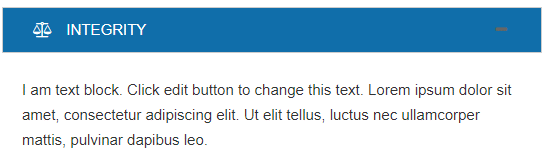 INTEGRITY
I am text block. Click edit button to change this text. Lorem ipsum dolor sit
amet, consectetur adipiscing elit. Ut elit tellus, luctus nec ullamcorper
mattis, pulvinar dapibus leo.